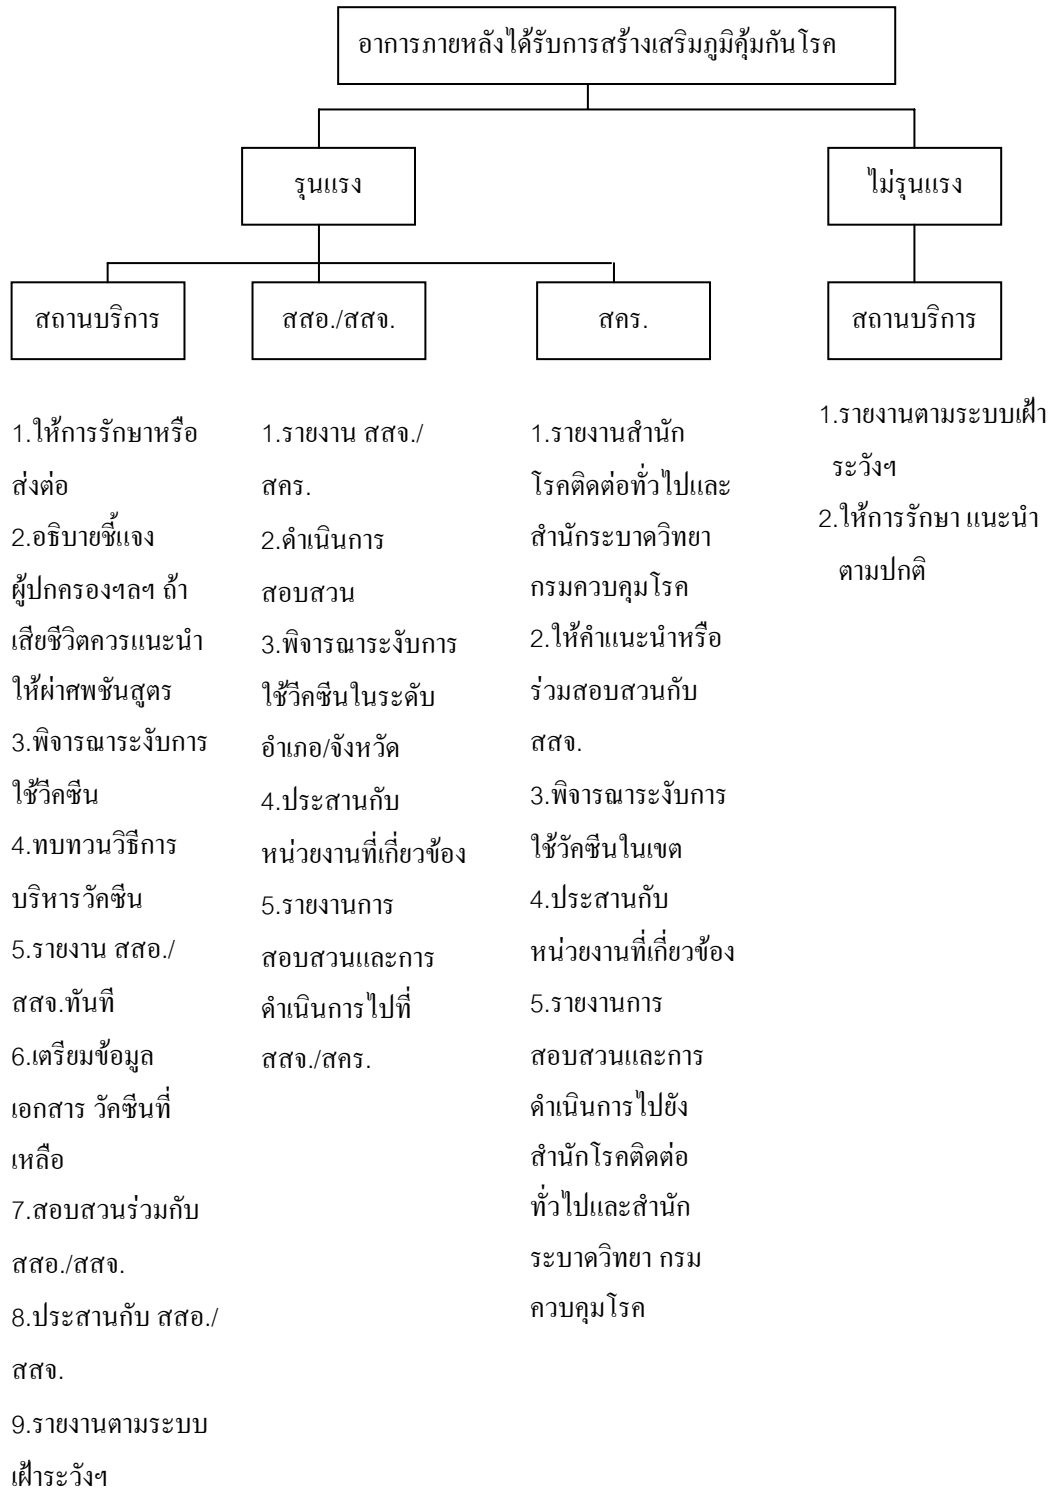 อาการภายหลังได้รับการสร้างเสริมภูมิคุ้มกันโรค
รุนแรง
ไม่รุนแรง
สถานบริการ
สสอ./สสจ.
สคร.
สถานบริการ
1.ให้การรักษาหรือ
ส่งต่อ
2.อธิบายชี้แจง
ผู้ปกครองฯลฯ ถ้า
เสียชีวิตควรแนะนำ
ให้ผ่าศพชันสูตร
3.พิจารณาระงับการ
ใช้วีคซีน
4.ทบทวนวิธีการ
บริหารวัคซีน
5.รายงาน สสอ./
สสจ.ทันที
6.เตรียมข้อมูล
เอกสาร วัคซีนที่
เหลือ
7.สอบสวนร่วมกับ
สสอ./สสจ.
8.ประสานกับ สสอ./
สสจ.
9.รายงานตามระบบ
เฝ้าระวังฯ
1.รายงาน สสจ./
สคร.
2.ดำเนินการ
สอบสวน
3.พิจารณาระงับการ
ใช้วีคซีนในระดับ
อำเภอ/จังหวัด
4.ประสานกับ
หน่วยงานที่เกี่ยวข้อง
5.รายงานการ
สอบสวนและการ
ดำเนินการไปที่
สสจ./สคร.
1.รายงานสำนัก
โรคติดต่อทั่วไปและ
สำนักระบาดวิทยา
กรมควบคุมโรค
2.ให้คำแนะนำหรือ
ร่วมสอบสวนกับ
สสจ.
3.พิจารณาระงับการ
ใช้วัคซีนในเขต
4.ประสานกับ
หน่วยงานที่เกี่ยวข้อง
5.รายงานการ
สอบสวนและการ
ดำเนินการไปยัง
สำนักโรคติดต่อ
ทั่วไปและสำนัก
ระบาดวิทยา กรม
ควบคุมโรค
1.รายงานตามระบบเฝ้า
ระวังฯ
2.ให้การรักษา แนะนำ
ตามปกติ